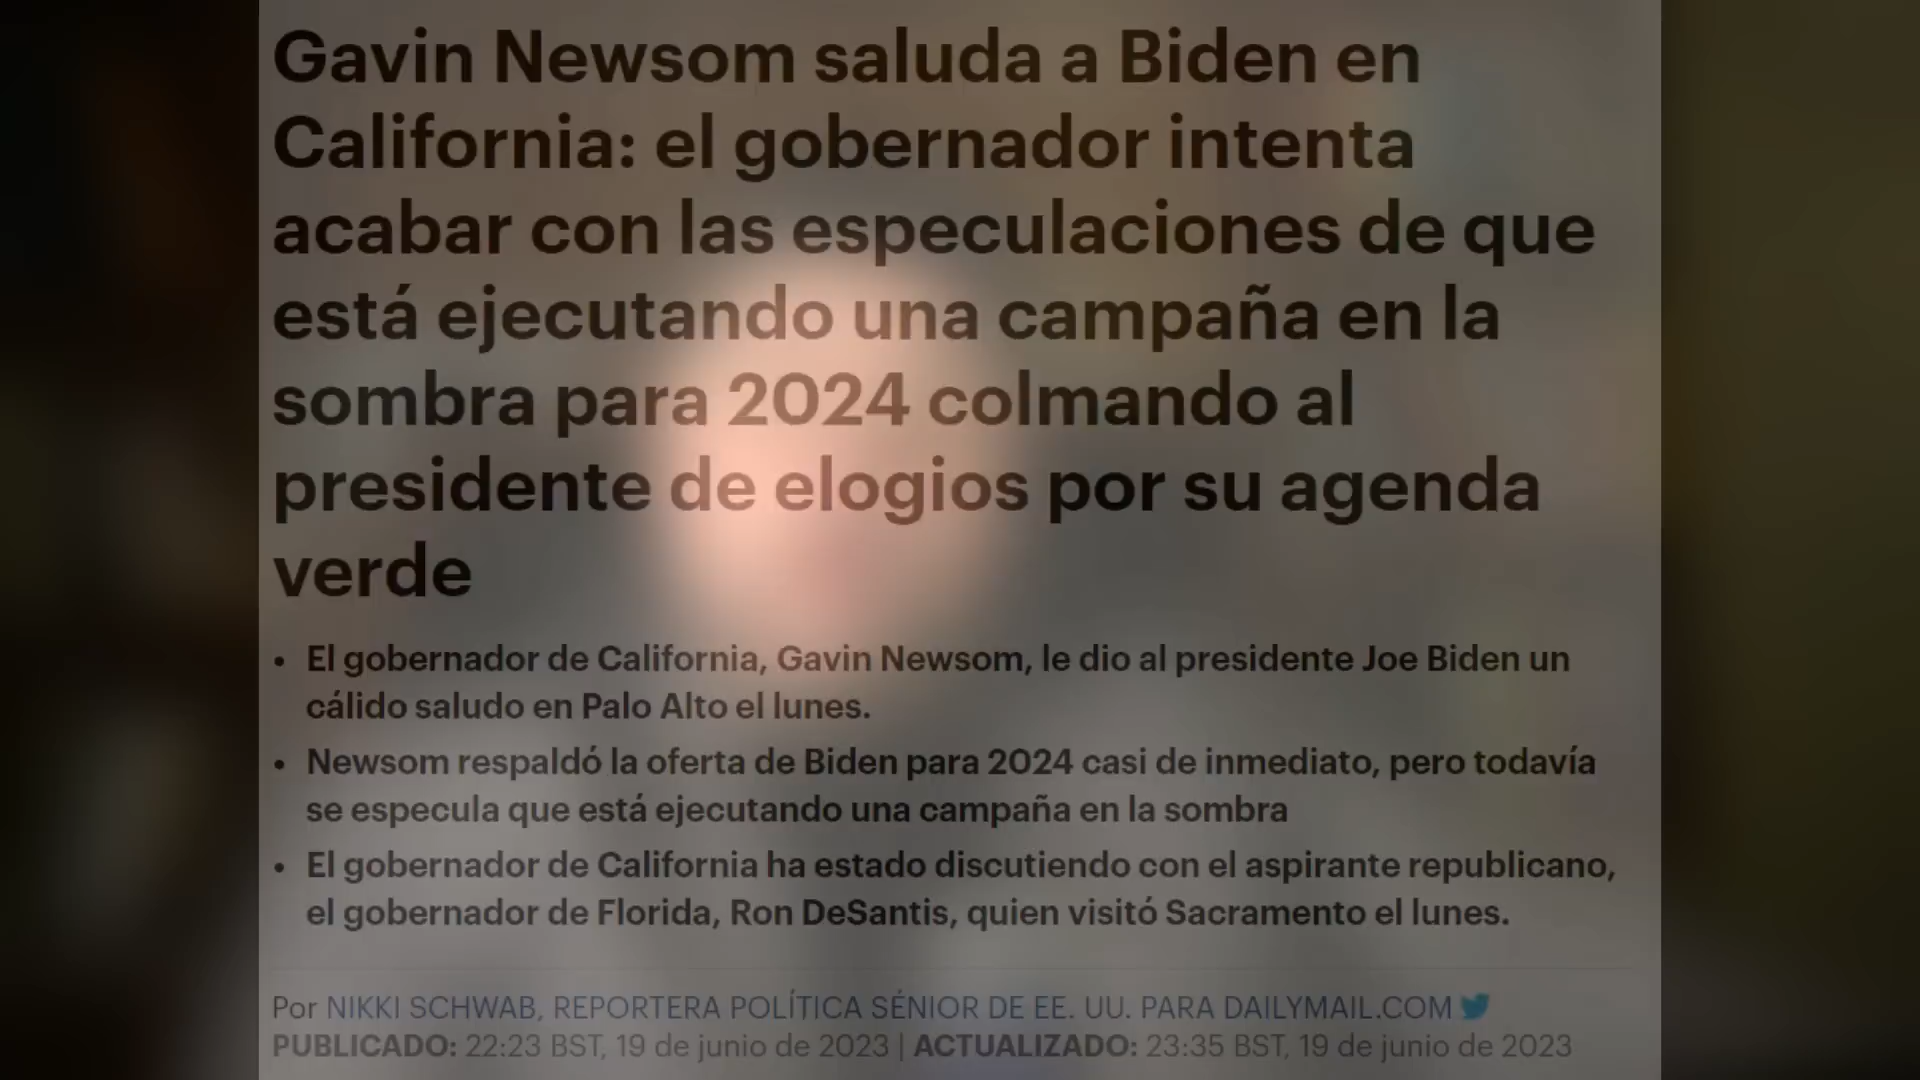 Gavin Newsom saluda a Biden en
California: el gobernador intenta
acabar con las especulaciones de que
está ejecutando una campaña en la
sombra para 2024 colmando al
presidente de elogios por su agenda
verde
• El gobernador de California, Gavin Newsom, le dio al presidente Joe Biden un
cálido saludo en Palo Alto el lunes.
• Newsom respaldó la oferta de Biden para 2024 casi de inmediato, pero todavía
se especula que está ejecutando una campaña en la sombra
• El gobernador de California ha estado discutiendo con el aspirante republicano,
el gobernador de Florida, Ron DeSantis, quien visitó Sacramento el lunes.
Por NIKKI SCHWAB, REPORTERA POLÍTICA SÉNIOR DE EE. UU. PARA DAILYMAIL.COM
PUBLICADO: 22:23 BST, 19 de junio de 2023 | ACTUALIZADO: 23:35 BST, 19 de junio de 2023